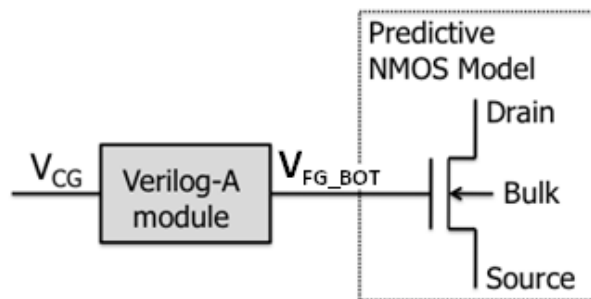 Predictive
NMOS Model
Drain
V_CG
Verilog-A
module
V_FG_BOT
Bulk
Source